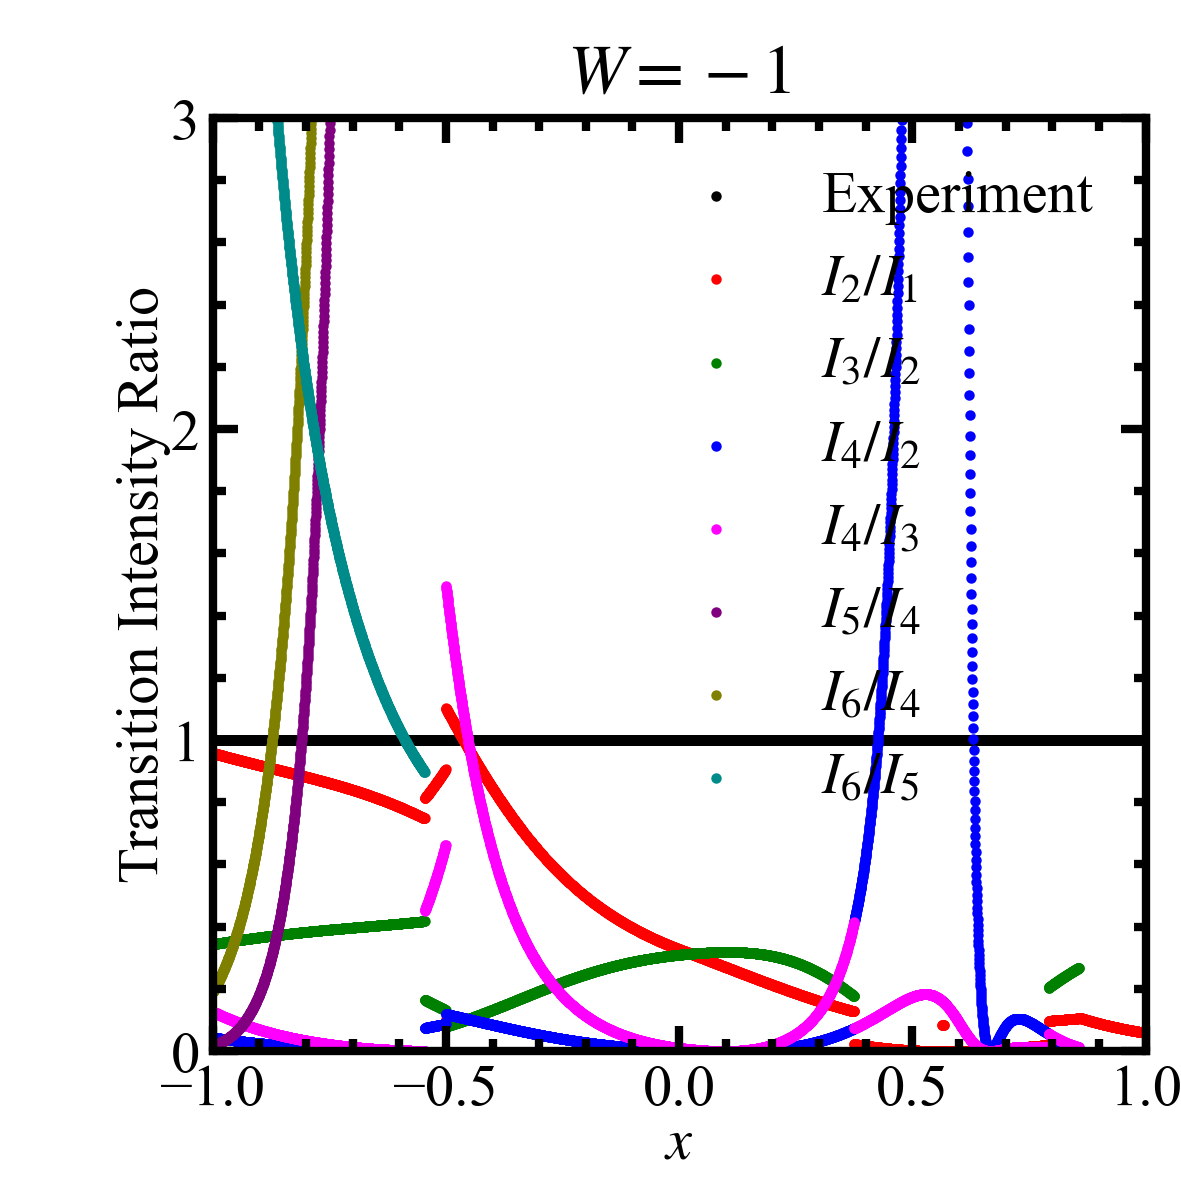 W = − 1
3
2
1
0
Transition Intensity Ratio
Experiment
I2/I1
I3/I2
I4/I2
I4/I3
I5/I4
I6/I4
I6/I5
−1.0 −0.5 0.0 0.5 1.0
x